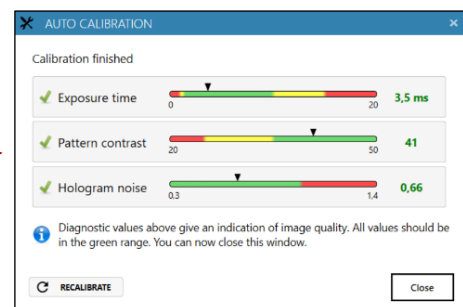 AUTO CALIBRATION
Calibration finished
Exposure time 0 20 3,5 ms
Pattern contrast 20 50 41
Hologram noise 0.3 1,4 0,66
Diagnostic values above give an indication of image quality. All values should be
in the green range. You can now close this window.
RECALIBRATE Close